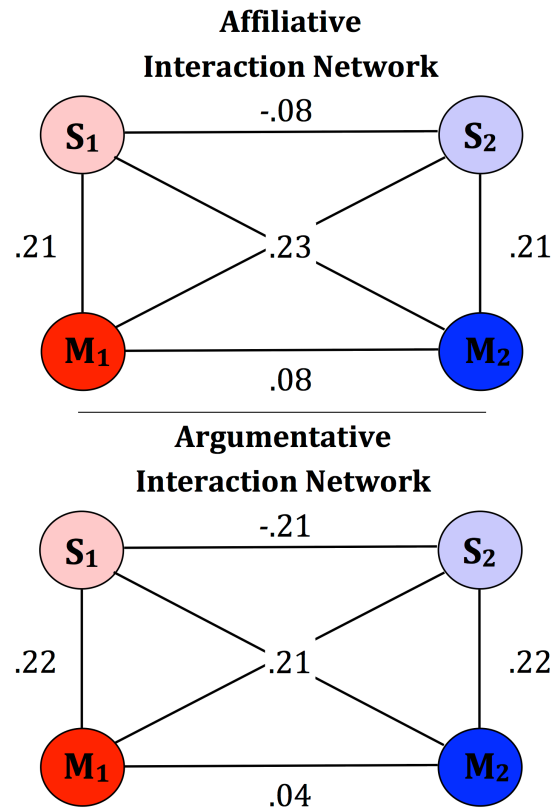 Affiliative
Interaction Network
-.08
S₁
S₂
.21
.23
.21
M₁
M₂
.08
Argumentative
Interaction Network
-.21
S₁
S₂
.22
.21
.22
M₁
M₂
.04